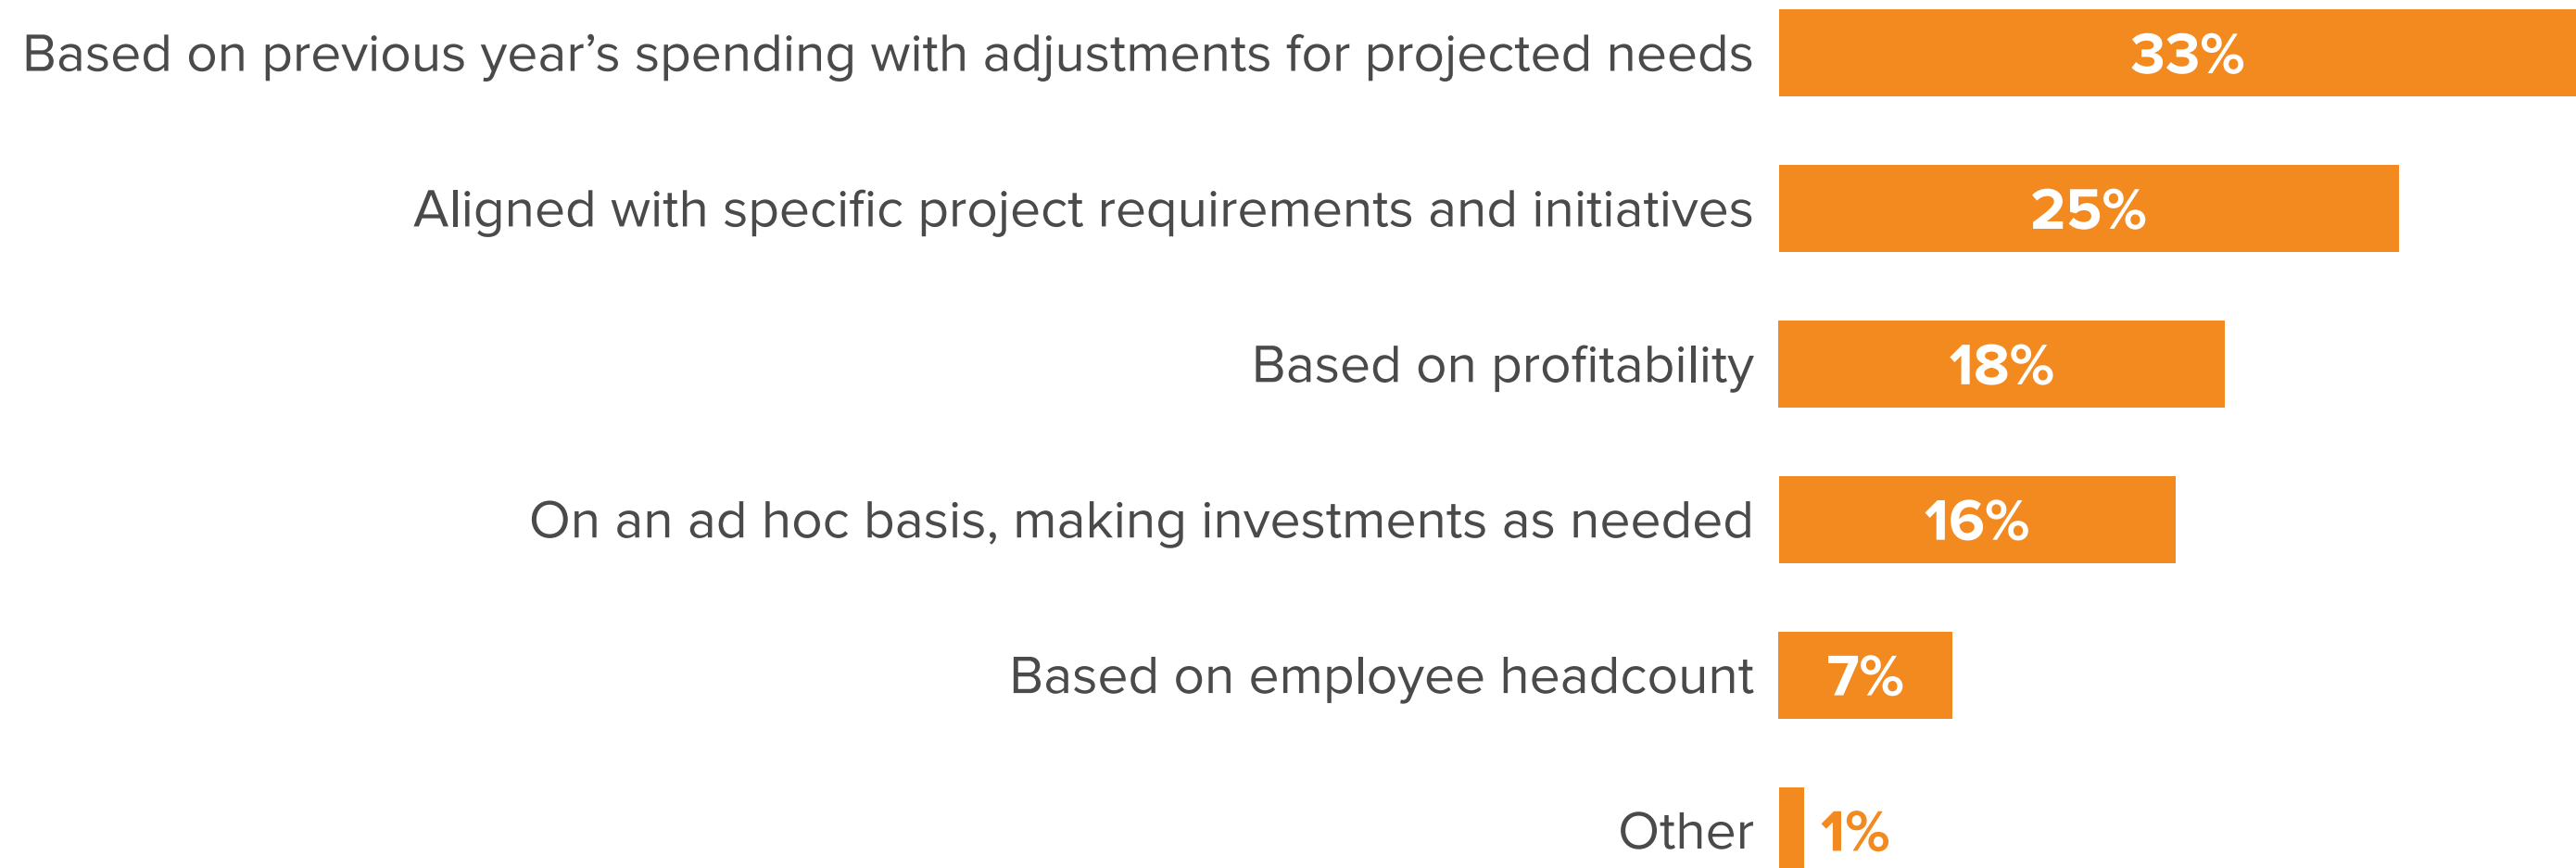 Based on previous year’s spending with adjustments for projected needs 33%
Aligned with specific project requirements and initiatives 25%
Based on profitability 18%
On an ad hoc basis, making investments as needed 16%
Based on employee headcount 7%
Other 1%